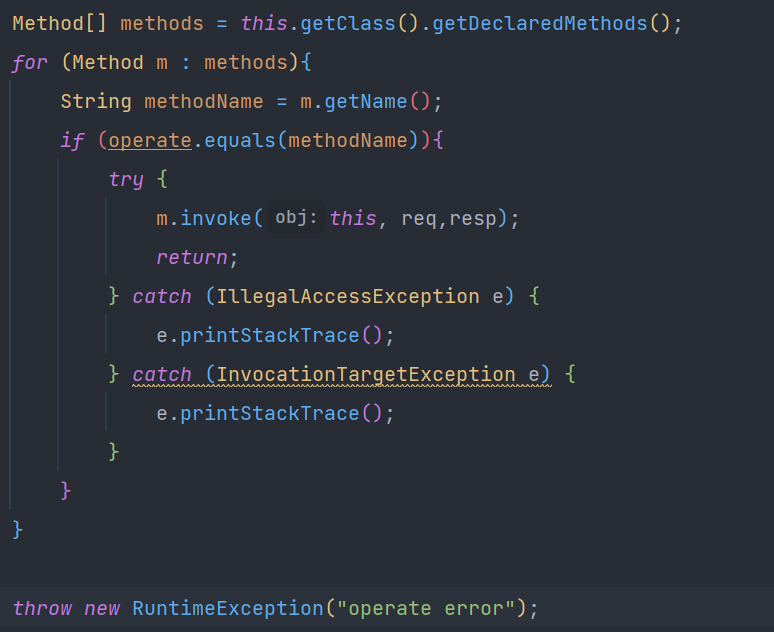 Method[] methods = this.getClass().getDeclaredMethods();
for (Method m : methods){
    String methodName = m.getName();
    if (operate.equals(methodName)){
        try {
            m.invoke( obj: this, req,resp);
            return;
        } catch (IllegalAccessException e) {
            e.printStackTrace();
        } catch (InvocationTargetException e) {
            e.printStackTrace();
        }
    }
}
throw new RuntimeException("operate error");